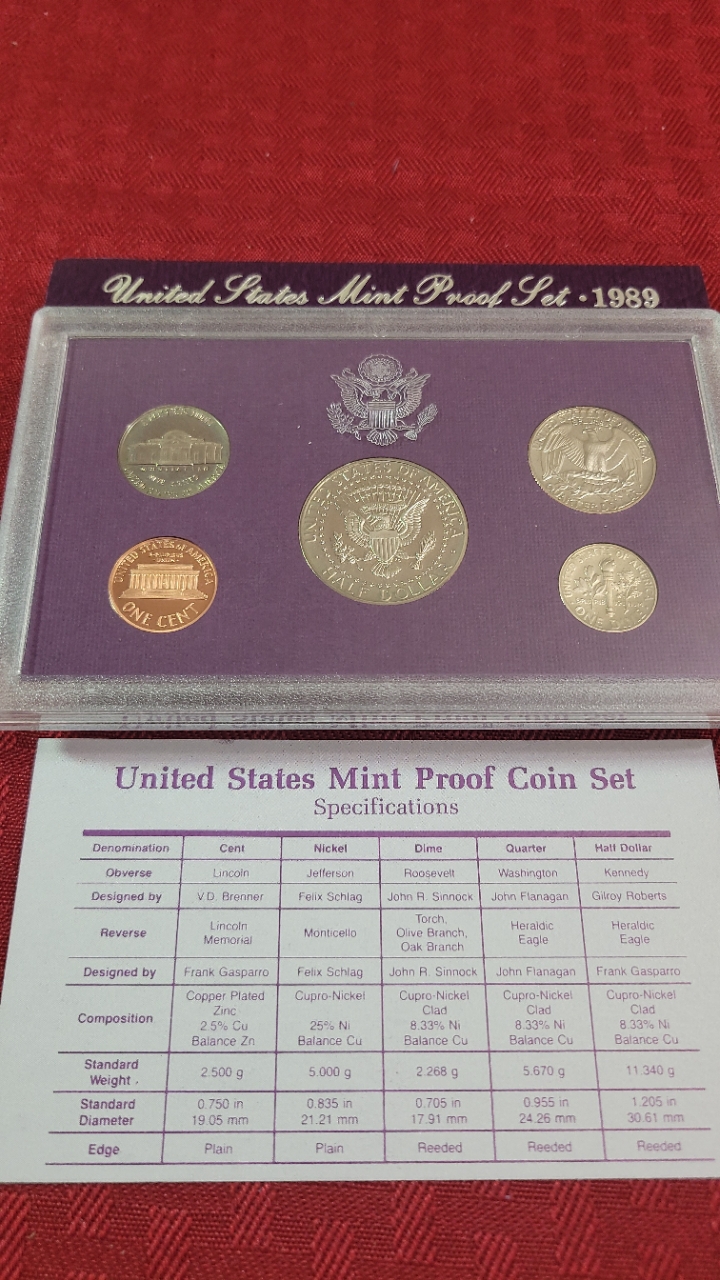 United States Mint Proof Set · 1989
UNITED STATES OF AMERICA
HALF DOLLAR
UNITED STATES of AMERICA
ONE CENT
United States Mint Proof Coin Set
Specifications
Denomination Cent Nickel Dime Quarter Half Dollar
Obverse Lincoln Jefferson Roosevelt Washington Kennedy
Designed by V.D. Brenner Felix Schlag John R. Sinnock John Flanagan Gilroy Roberts
Reverse Lincoln Memorial Monticello Torch, Olive Branch, Oak Branch Heraldic Eagle Heraldic Eagle
Designed by Frank Gasparro Felix Schlag John R. Sinnock John Flanagan Frank Gasparro
Composition Copper Plated Zinc 2.5% Cu Balance Zn Cupro-Nickel 25% Ni Balance Cu Cupro-Nickel Clad 8.33% Ni Balance Cu Cupro-Nickel Clad 8.33% Ni Balance Cu Cupro-Nickel Clad 8.33% Ni Balance Cu
Standard Weight . 2.500 g 5.000 g 2.268 g 5.670 g 11.340 g
Standard Diameter 0.750 in 19.05 mm 0.835 in 21.21 mm 0.705 in 17.91 mm 0.955 in 24.26 mm 1.205 in 30.61 mm
Edge Plain Plain Reeded Reeded Reeded